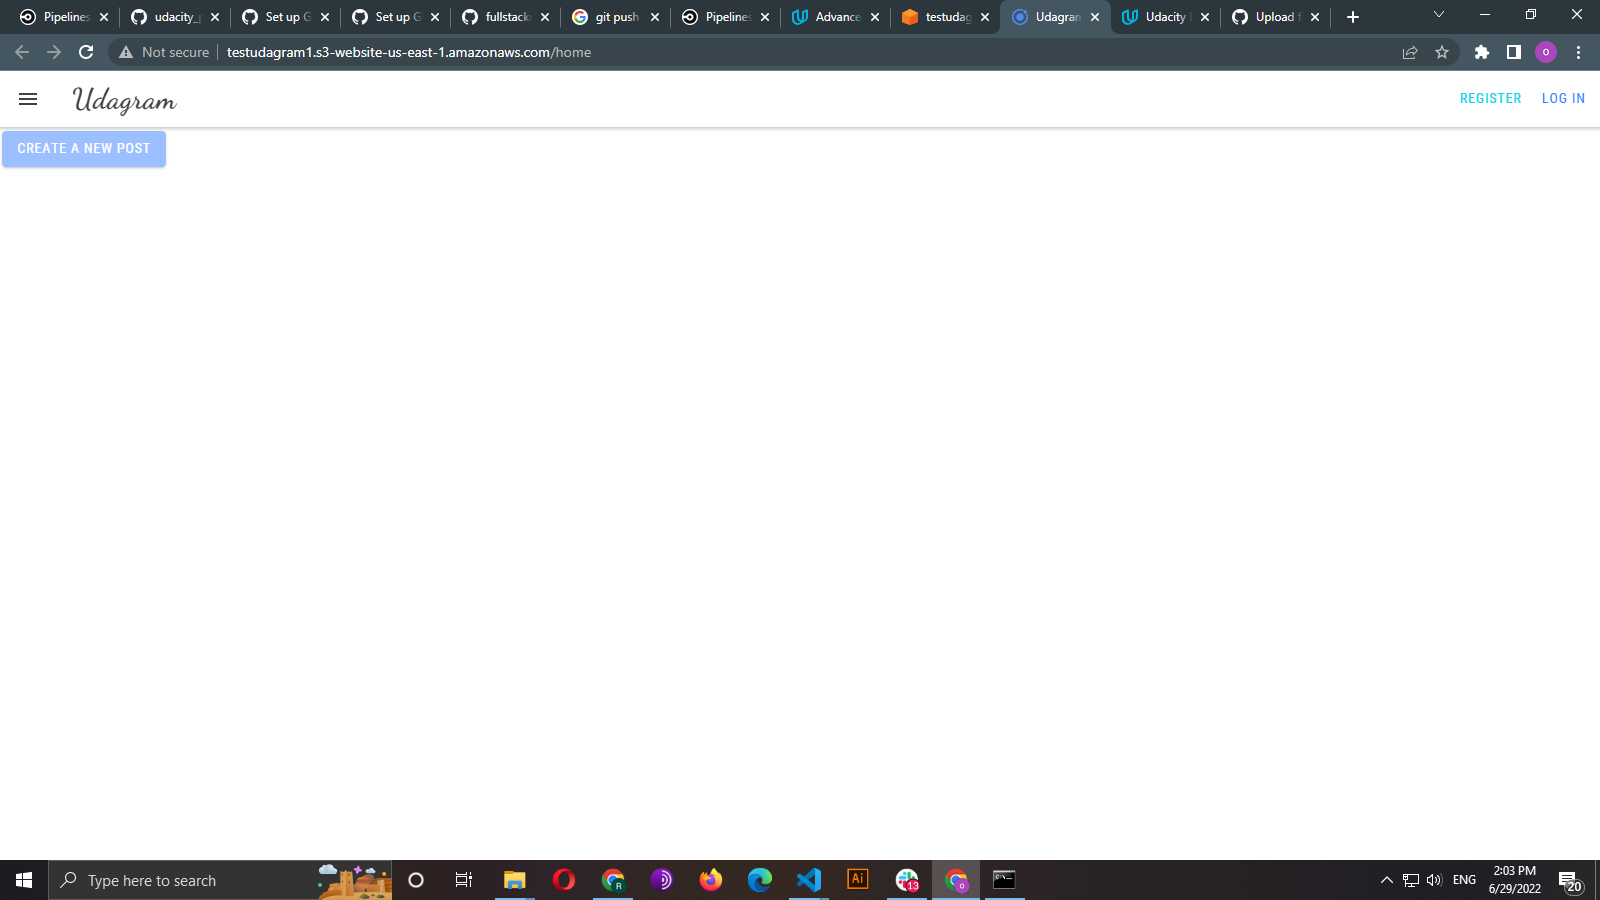 Pipelines
udacity_p
Set up G
Set up G
fullstack
git push
Pipelines
Advance
testudag
Udagram
Udacity
Upload f
Not secure
testudagram1.s3-website-us-east-1.amazonaws.com/home
O
Udagram
REGISTER
LOG IN
CREATE A NEW POST
Type here to search
R
Ai
13
O
ENG
2:03 PM
6/29/2022
20